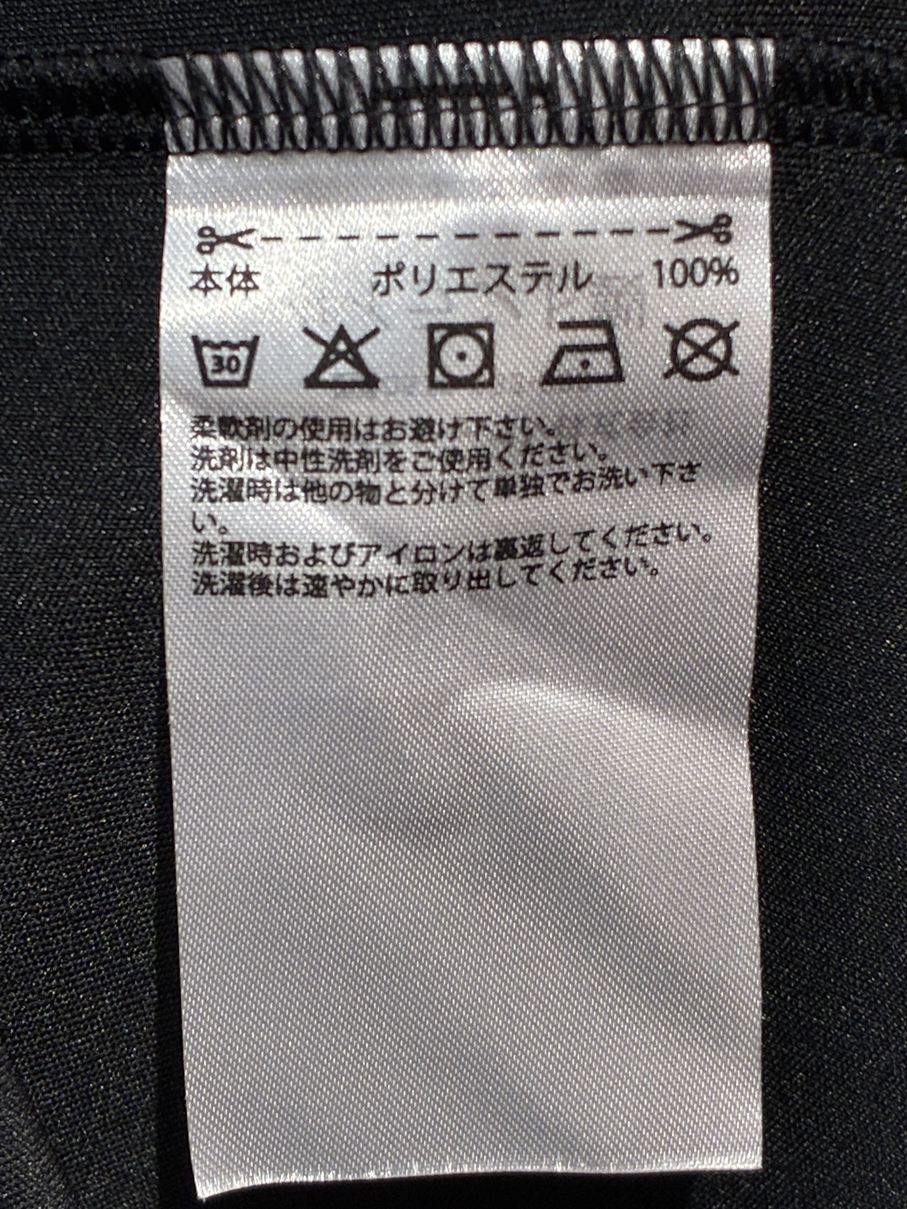 本体 ポリエステル 100%
30
柔軟剤の使用はお避け下さい。
洗剤は中性洗剤をご使用ください。
洗濯時は他の物と分けて単独でお洗い下さ
い。
洗濯時およびアイロンは裏返してください。
洗濯後は速やかに取り出してください。